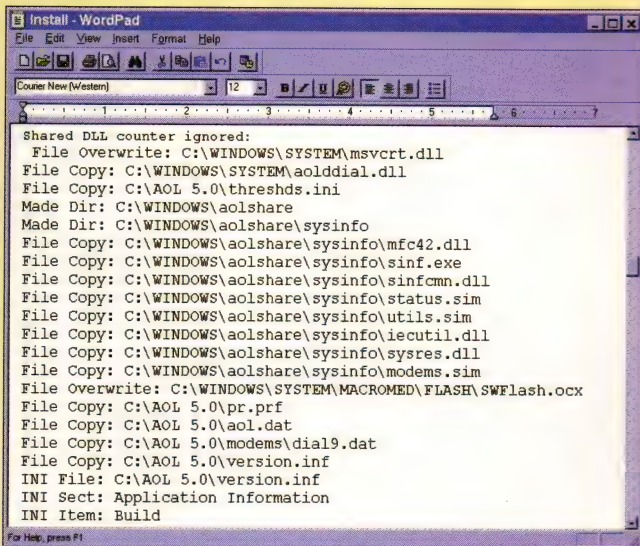 Install - WordPad
File Edit View Insert Format Help
Courier New (Western) 12 B / U
1 2 3 4 5 6 7
Shared DLL counter ignored:
File Overwrite: C:\WINDOWS\SYSTEM\msvcrt.dll
File Copy: C:\WINDOWS\SYSTEM\aolddial.dll
File Copy: C:\AOL 5.0\threshds.ini
Made Dir: C:\WINDOWS\aolshare
Made Dir: C:\WINDOWS\aolshare\sysinfo
File Copy: C:\WINDOWS\aolshare\sysinfo\mfc42.dll
File Copy: C:\WINDOWS\aolshare\sysinfo\sinf.exe
File Copy: C:\WINDOWS\aolshare\sysinfo\sinfcmn.dll
File Copy: C:\WINDOWS\aolshare\sysinfo\status.sim
File Copy: C:\WINDOWS\aolshare\sysinfo\utils.sim
File Copy: C:\WINDOWS\aolshare\sysinfo\iecutil.dll
File Copy: C:\WINDOWS\aolshare\sysinfo\sysres.dll
File Copy: C:\WINDOWS\aolshare\sysinfo\modems.sim
File Overwrite: C:\WINDOWS\SYSTEM\MACROMED\FLASH\SWFlash.ocx
File Copy: C:\AOL 5.0\pr.prf
File Copy: C:\AOL 5.0\aol.dat
File Copy: C:\AOL 5.0\modems\dial9.dat
File Copy: C:\AOL 5.0\version.inf
INI File: C:\AOL 5.0\version.inf
INI Sect: Application Information
INI Item: Build
For Help, press F1